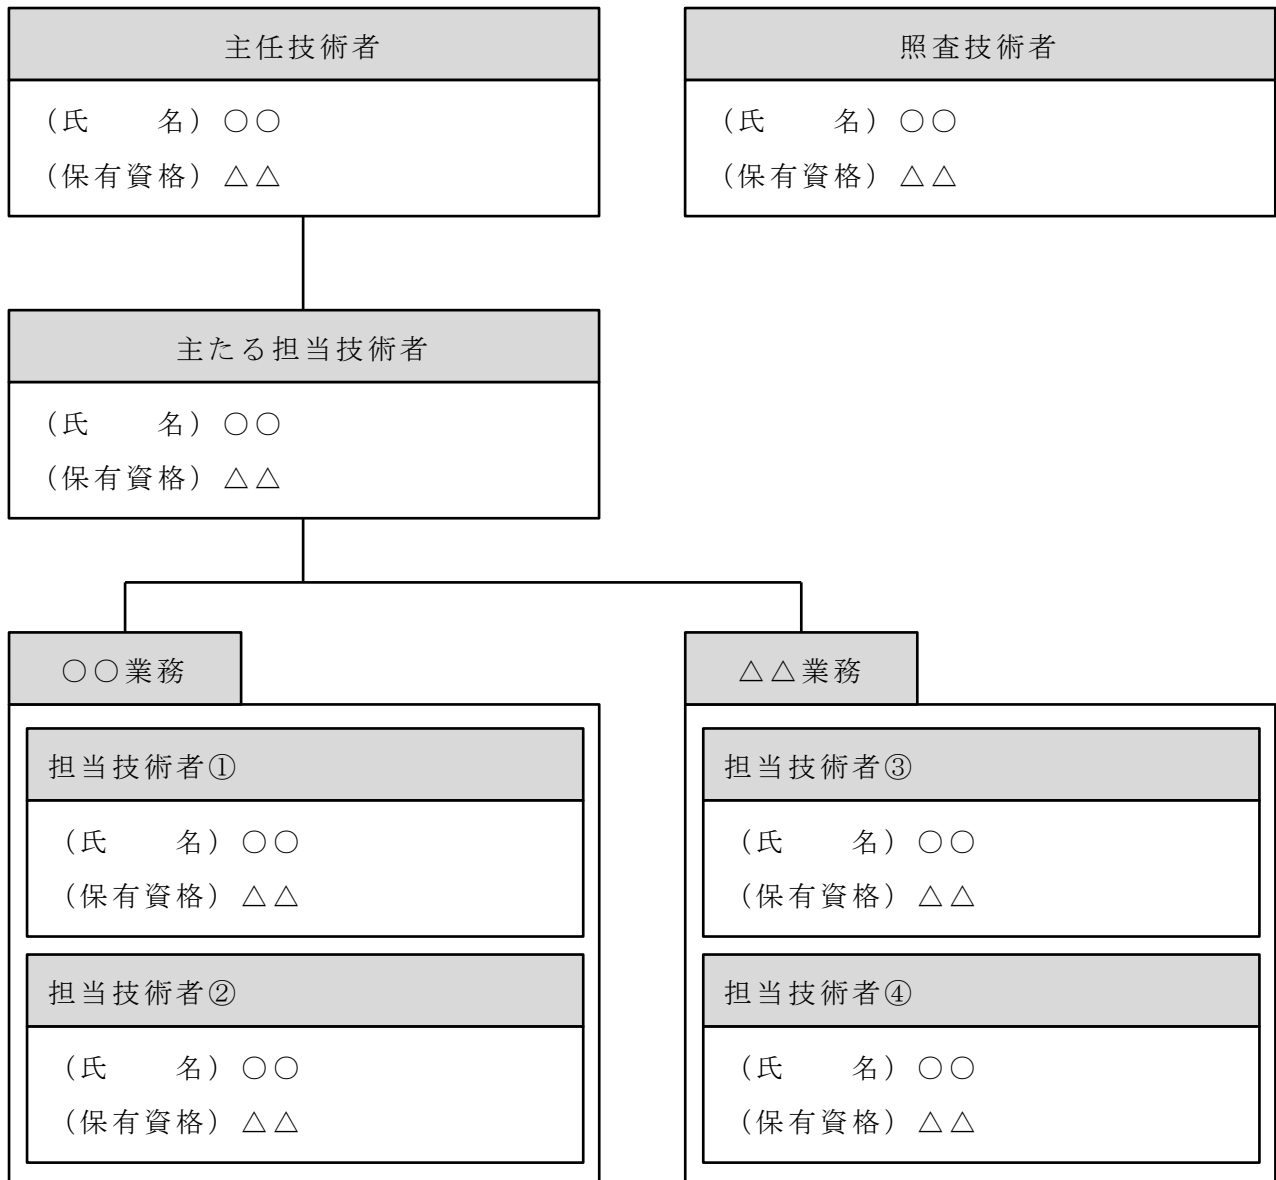 主任技術者
(氏　　名)○○
(保有資格)△△
照査技術者
(氏　　名)○○
(保有資格)△△
主たる担当技術者
(氏　　名)○○
(保有資格)△△
○○業務
担当技術者①
(氏　　名)○○
(保有資格)△△
担当技術者②
(氏　　名)○○
(保有資格)△△
△△業務
担当技術者③
(氏　　名)○○
(保有資格)△△
担当技術者④
(氏　　名)○○
(保有資格)△△